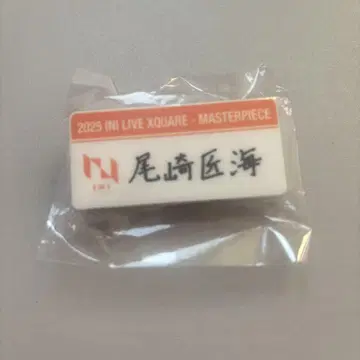 2025 INI LIVE XQUARE - MASTERPIECE
尾崎匠海
INI